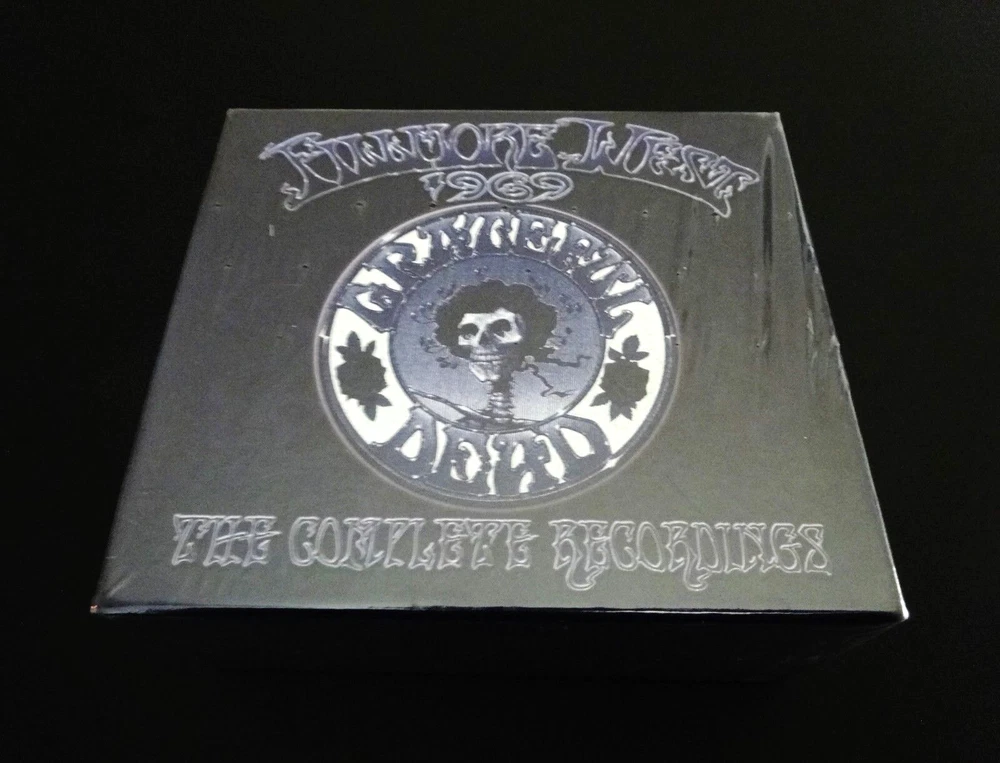 FILLMORE WEST
1969
GRATEFUL
DEAD
THE COMPLETE RECORDINGS